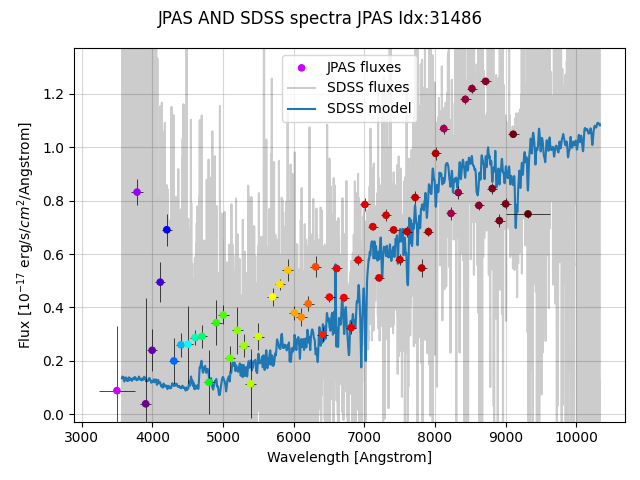 JPAS AND SDSS spectra JPAS Idx:31486
JPAS fluxes
SDSS fluxes
SDSS model
Flux [10⁻¹⁷ erg/s/cm²/Angstrom]
1.2
1.0
0.8
0.6
0.4
0.2
0.0
3000 4000 5000 6000 7000 8000 9000 10000
Wavelength [Angstrom]